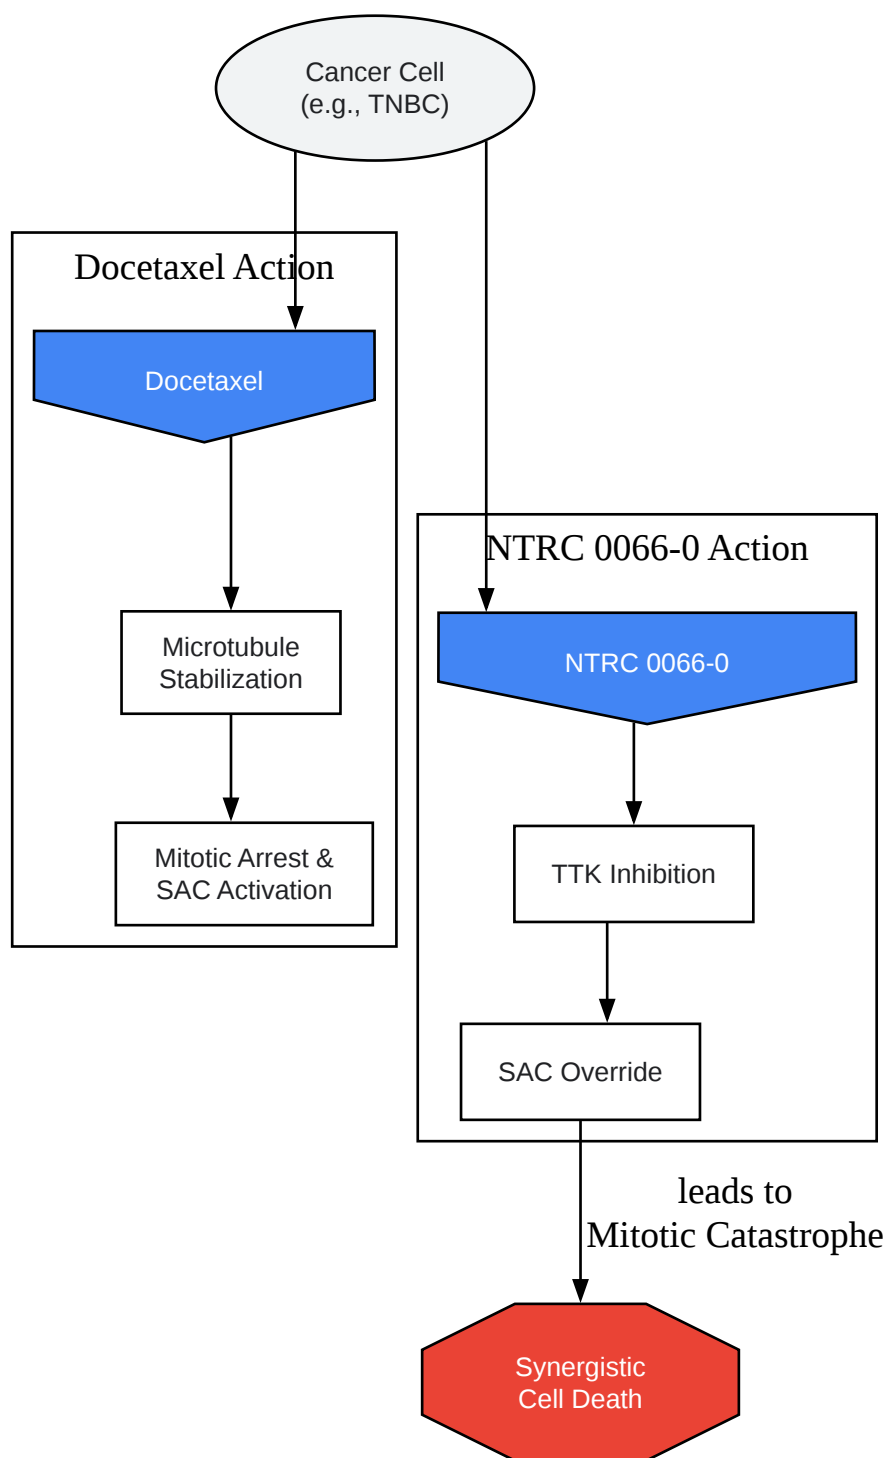 Cancer Cell
(e.g., TNBC)
Docetaxel Action
Docetaxel
Microtubule
Stabilization
Mitotic Arrest &
SAC Activation
NTRC 0066-0 Action
NTRC 0066-0
TTK Inhibition
SAC Override
leads to
Mitotic Catastrophe
Synergistic
Cell Death